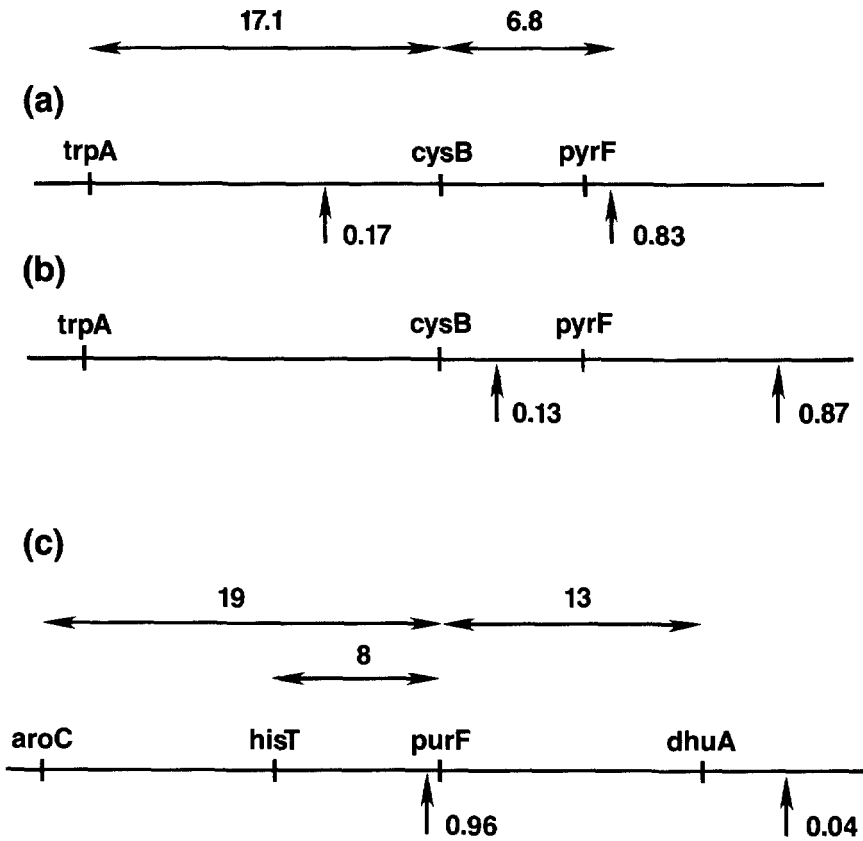 17.1 6.8
(a)
trpA cysB pyrF
0.17 0.83
(b)
trpA cysB pyrF
0.13 0.87
(c)
19 13
8
aroC hisT purF dhuA
0.96 0.04